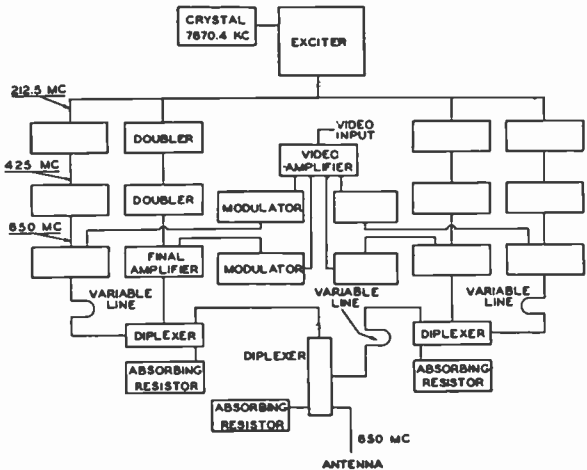 CRYSTAL
7870.4 KC
EXCITER
212.5 MC
DOUBLER
VIDEO
INPUT
VIDEO
AMPLIFIER
425 MC
DOUBLER
MODULATOR
850 MC
FINAL
AMPLIFIER
MODULATOR
VARIABLE
LINE
VARIABLE
LINE
VARIABLE
LINE
DIPLEXER
DIPLEXER
DIPLEXER
ABSORBING
RESISTOR
ABSORBING
RESISTOR
ABSORBING
RESISTOR
850 MC
ANTENNA